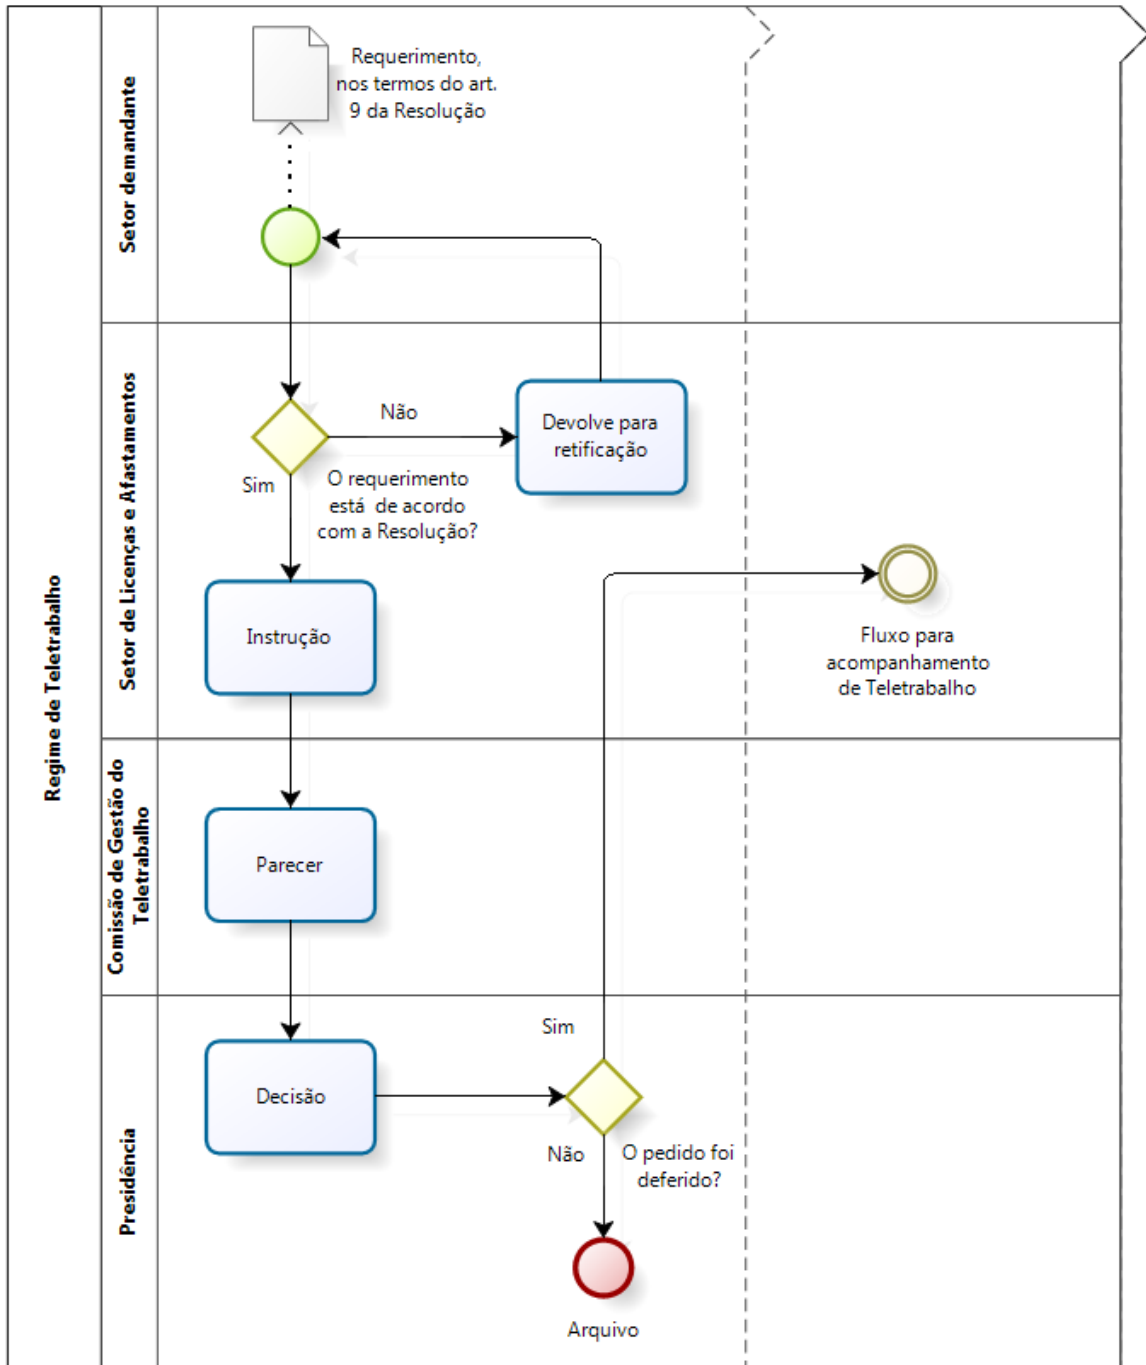 Regime de Teletrabalho
Setor demandante
Requerimento,
nos termos do art.
9 da Resolução
Setor de Licenças e Afastamentos
Não
Devolve para
retificação
Sim
O requerimento
está de acordo
com a Resolução?
Instrução
Fluxo para
acompanhamento
de Teletrabalho
Comissão de Gestão do
Teletrabalho
Parecer
Presidência
Sim
Decisão
Não
O pedido foi
deferido?
Arquivo